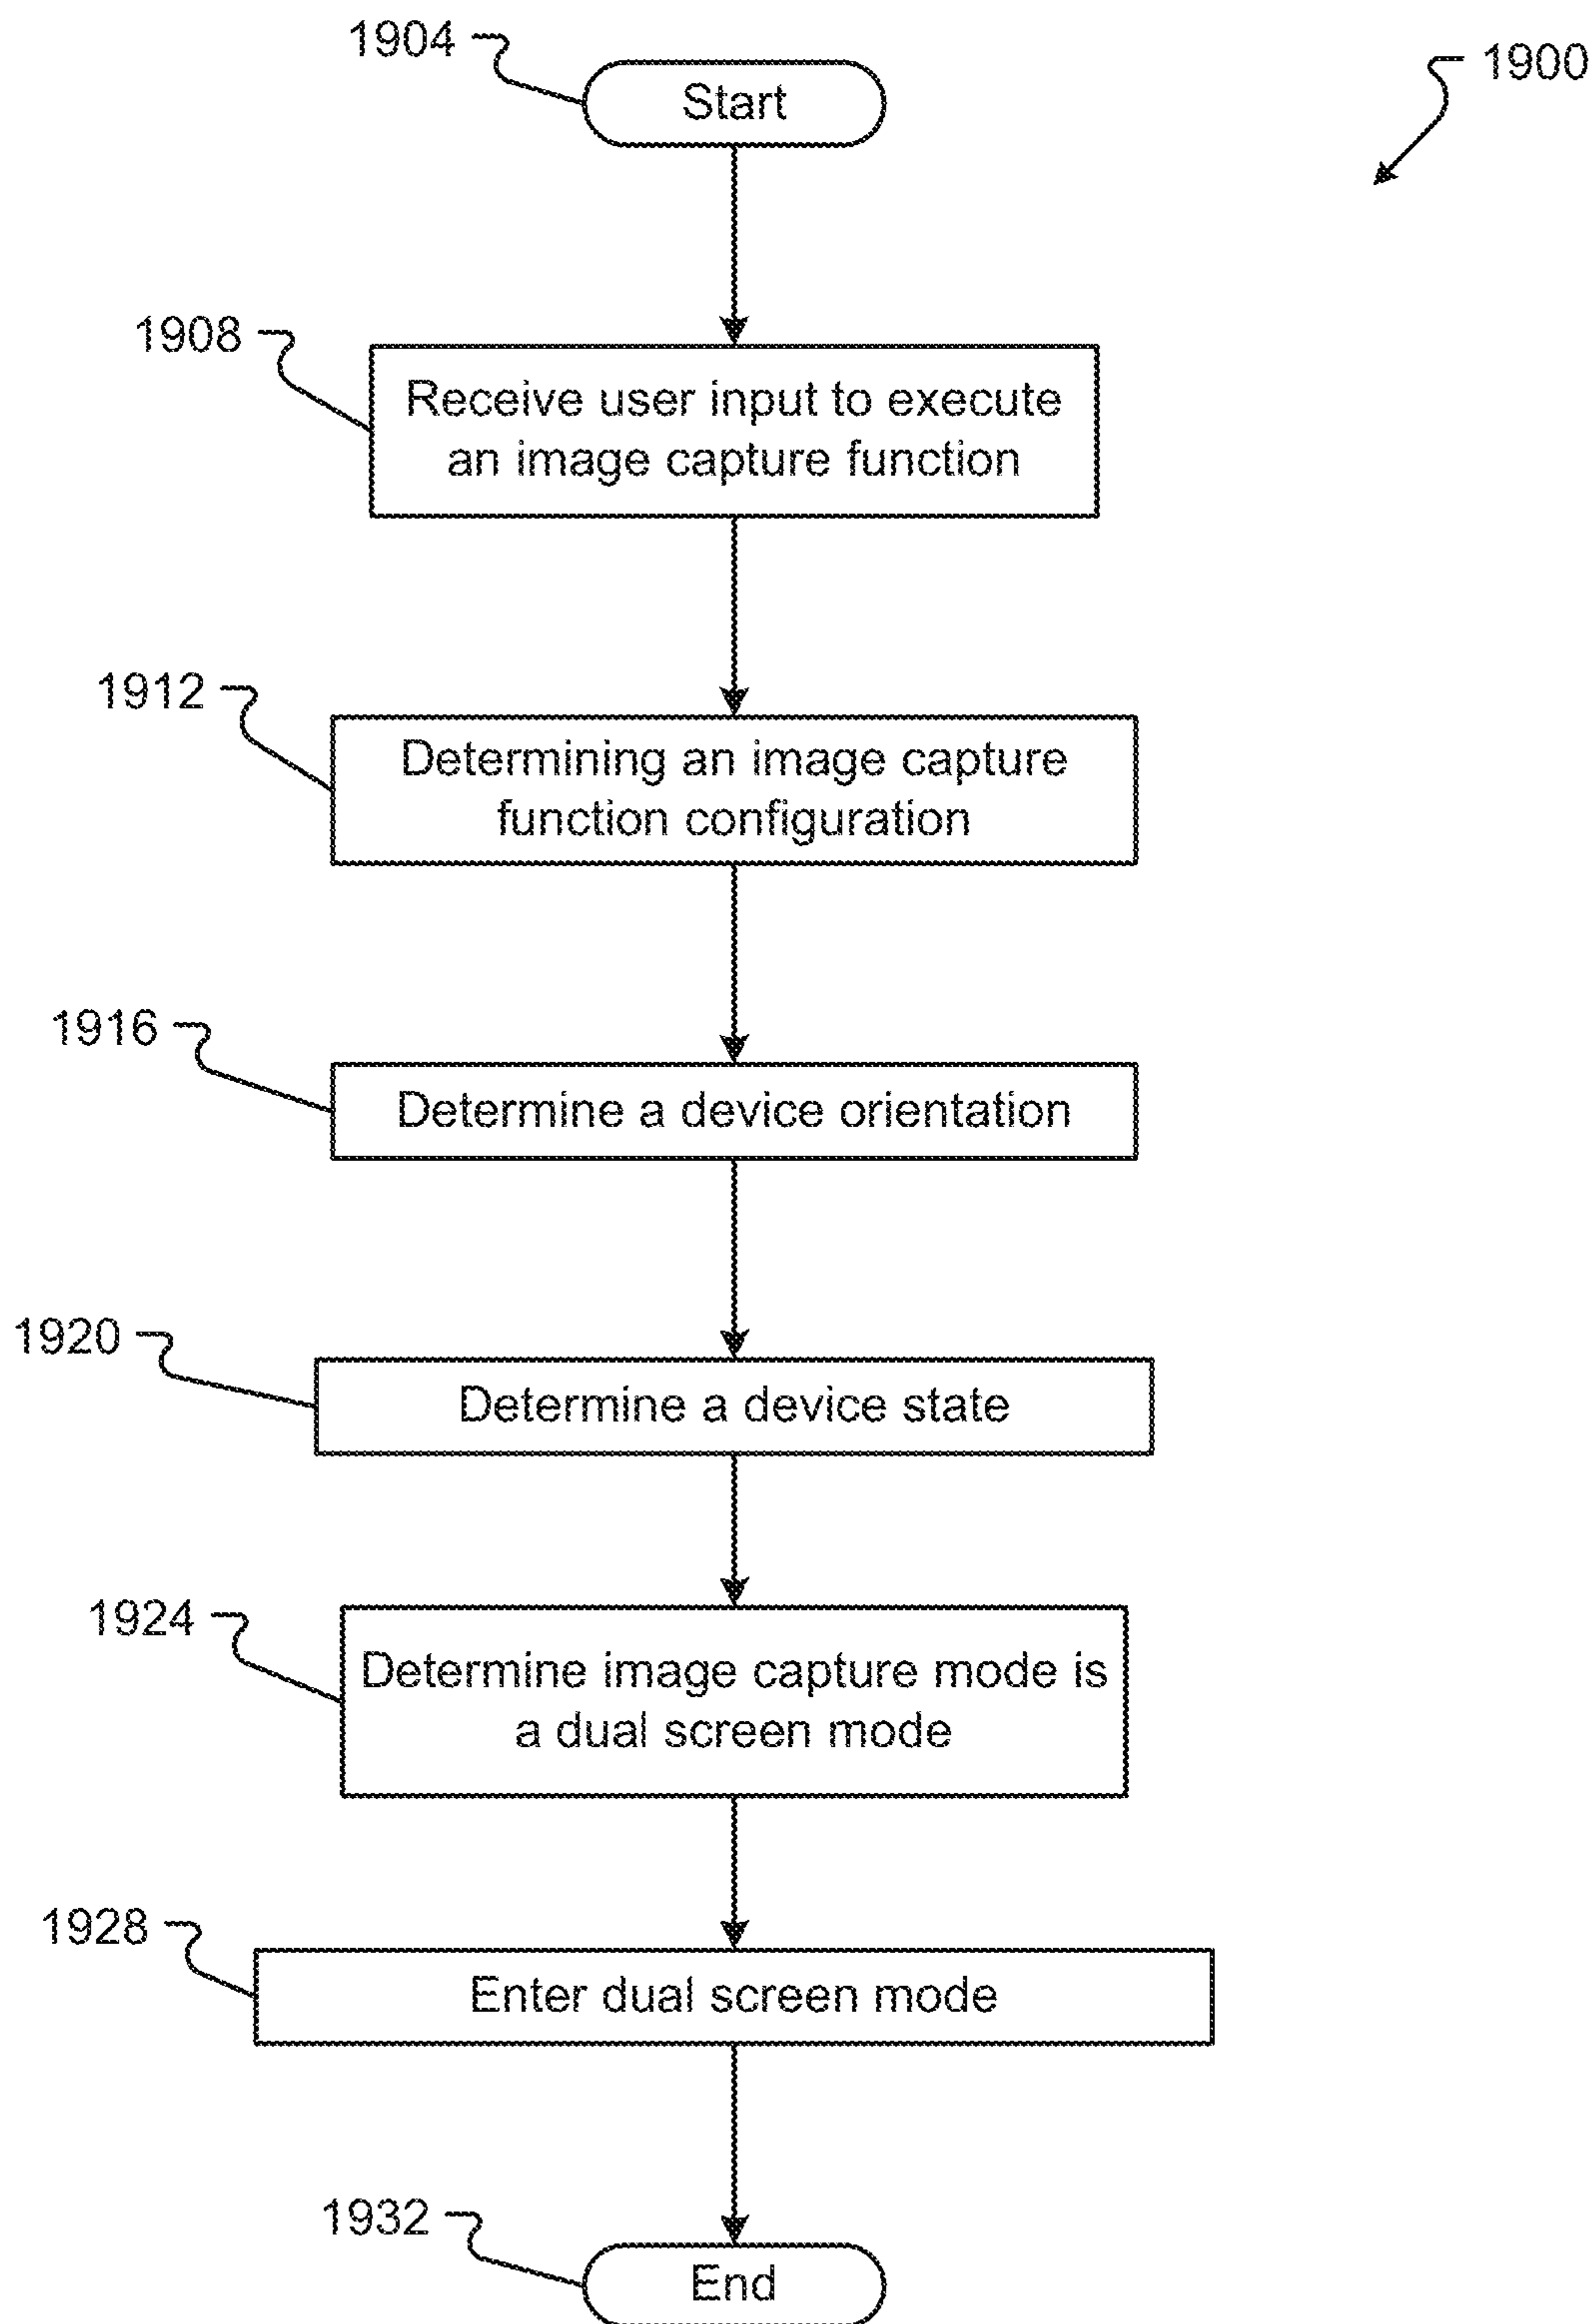 1904
Start
1900
1908
Receive user input to execute
an image capture function
1912
Determining an image capture
function configuration
1916
Determine a device orientation
1920
Determine a device state
1924
Determine image capture mode is
a dual screen mode
1928
Enter dual screen mode
1932
End